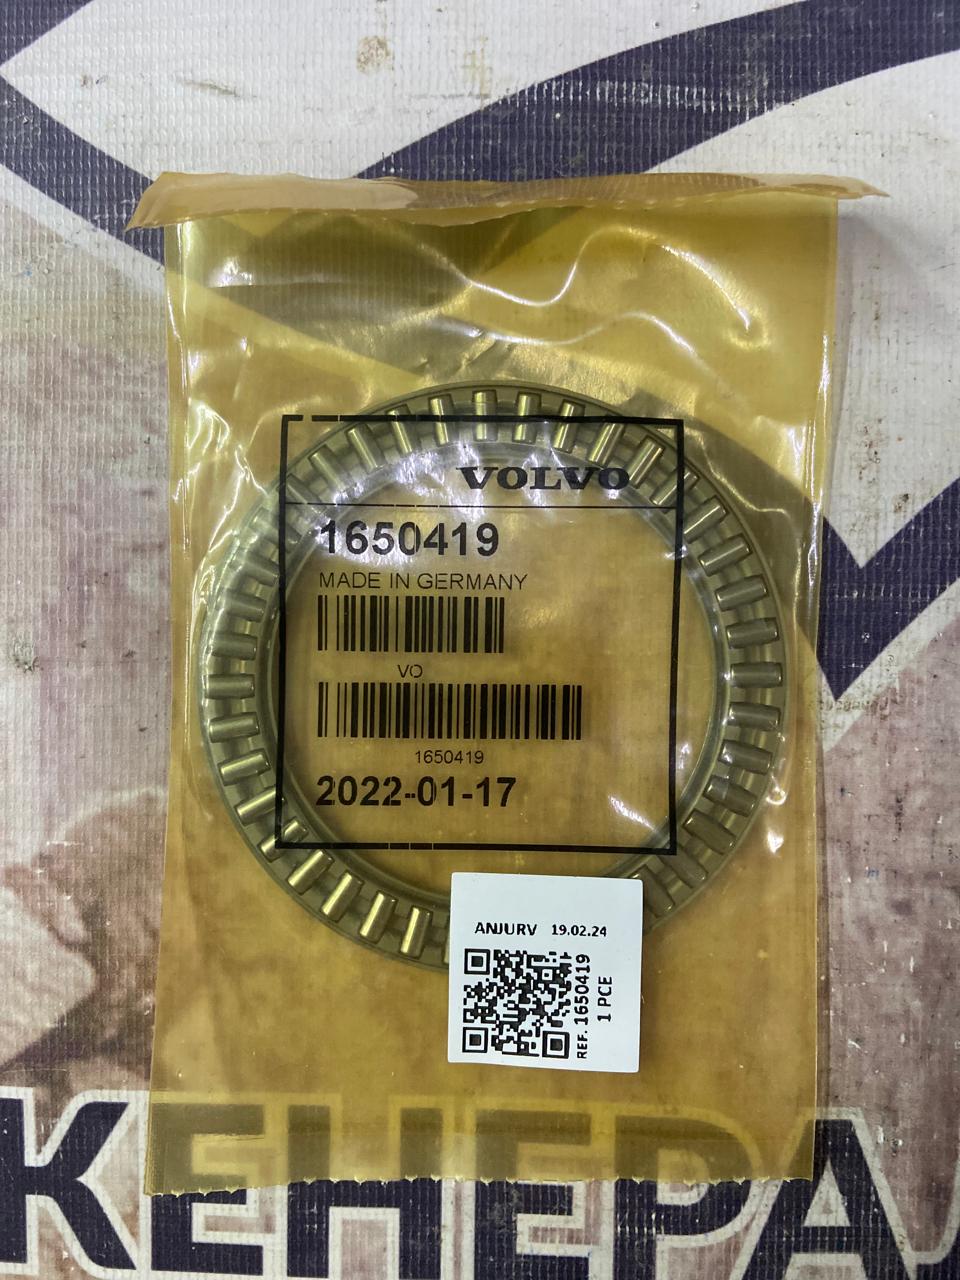 VOLVO
1650419
MADE IN GERMANY
VO
1650419
2022-01-17
ANJURV 19.02.24
REF. 1650419
1 PCE
КЕНЕРА